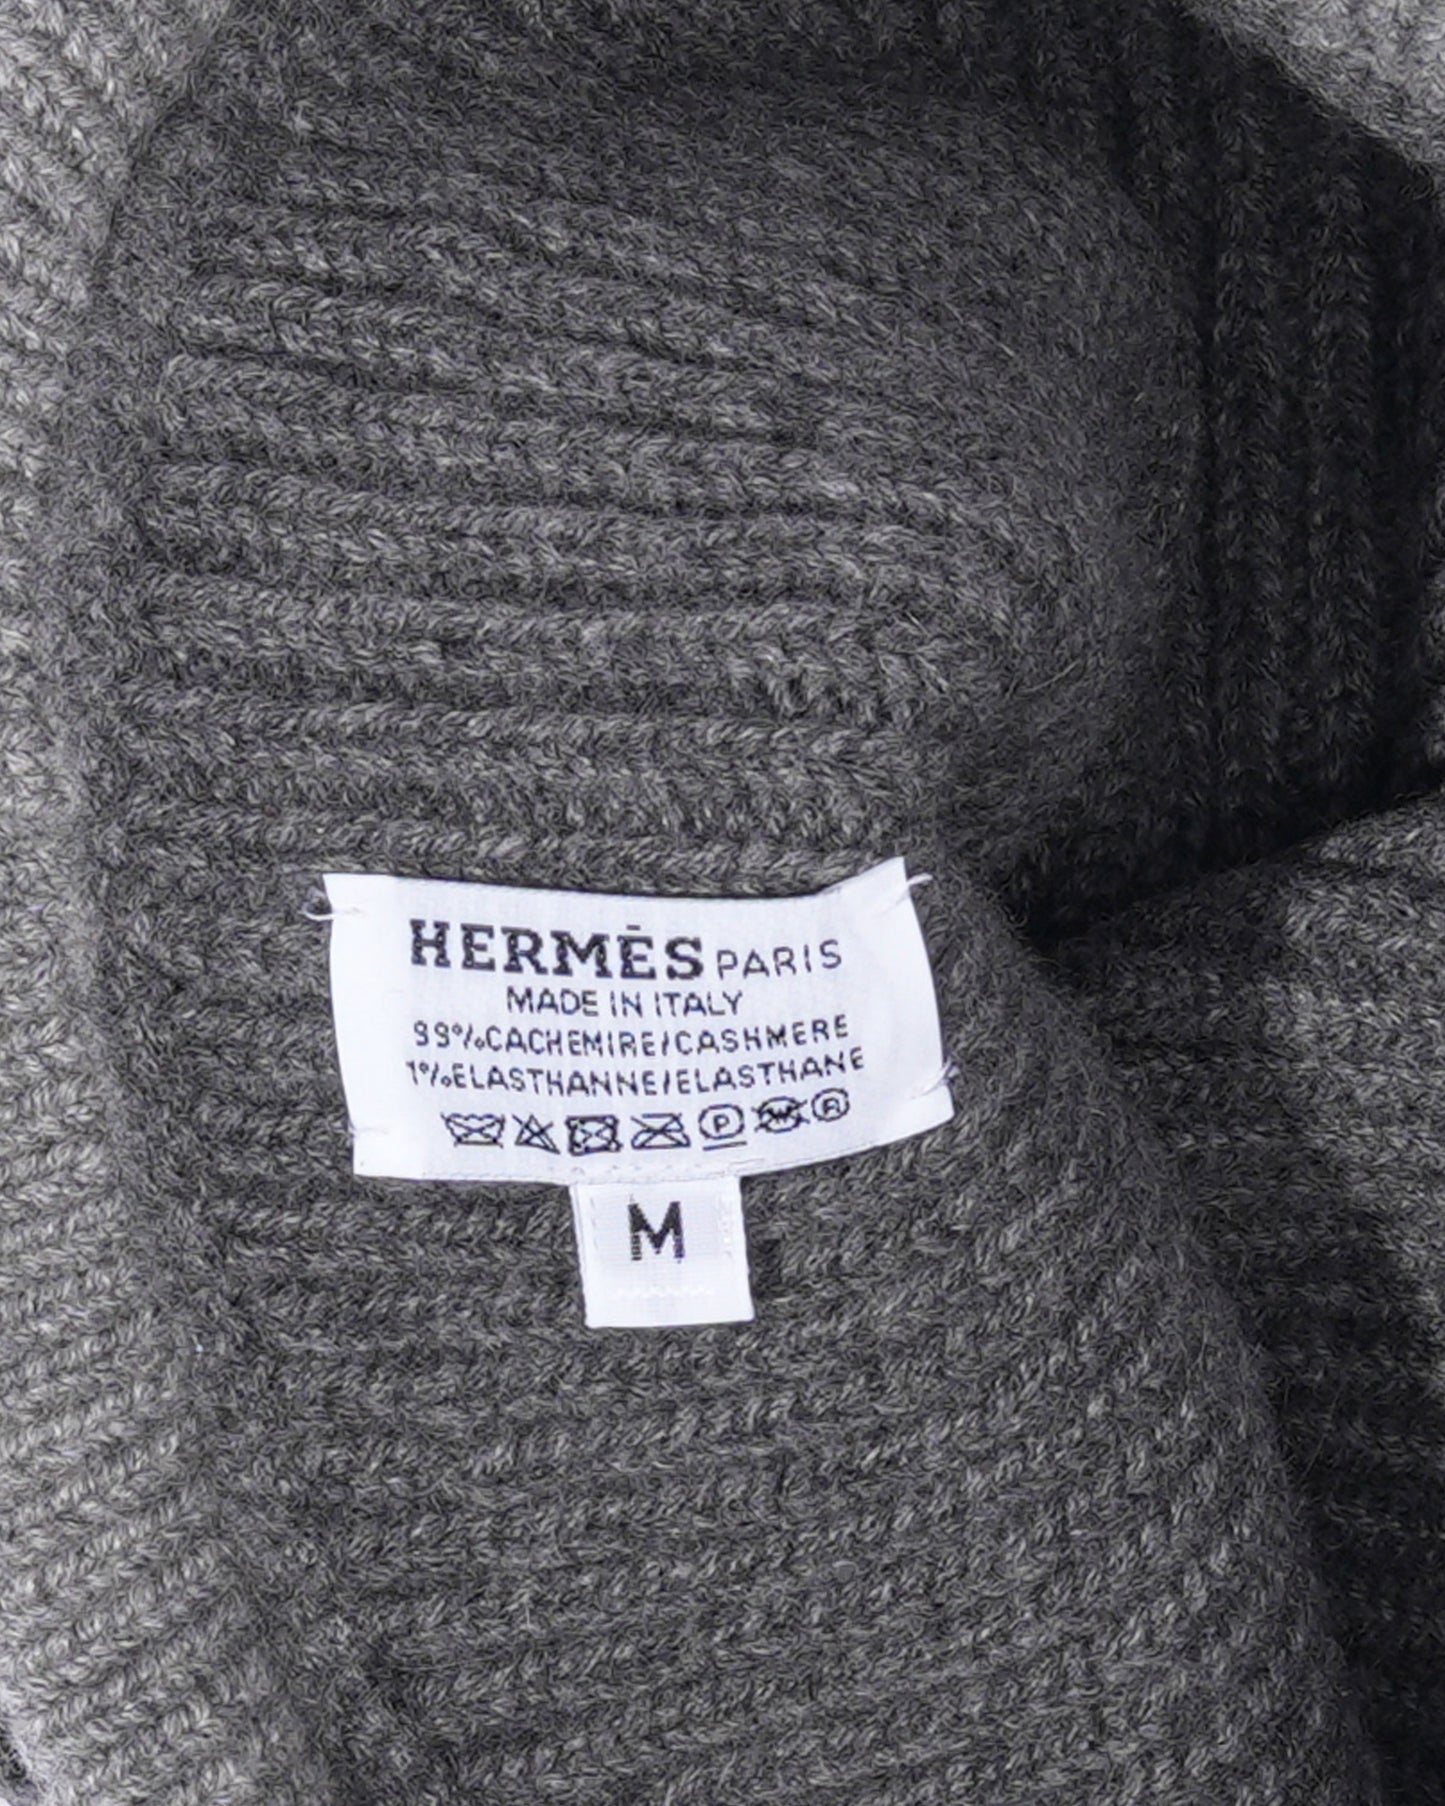 HERMÈS PARIS
MADE IN ITALY
99% CACHEMIRE/CASHMERE
1% ELASTHANNE/ELASTHANE
P W F
M